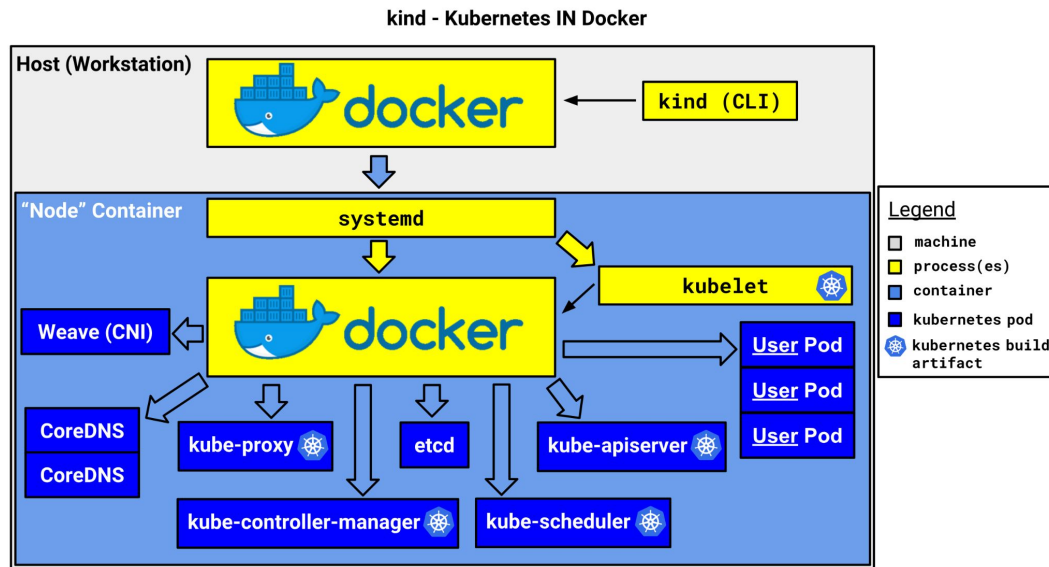 kind - Kubernetes IN Docker
Host (Workstation)
docker
kind (CLI)
“Node” Container
systemd
kubelet
docker
Weave (CNI)
User Pod
User Pod
User Pod
CoreDNS
CoreDNS
kube-proxy
etcd
kube-apiserver
kube-controller-manager
kube-scheduler
Legend
machine
process(es)
container
kubernetes pod
kubernetes build
artifact